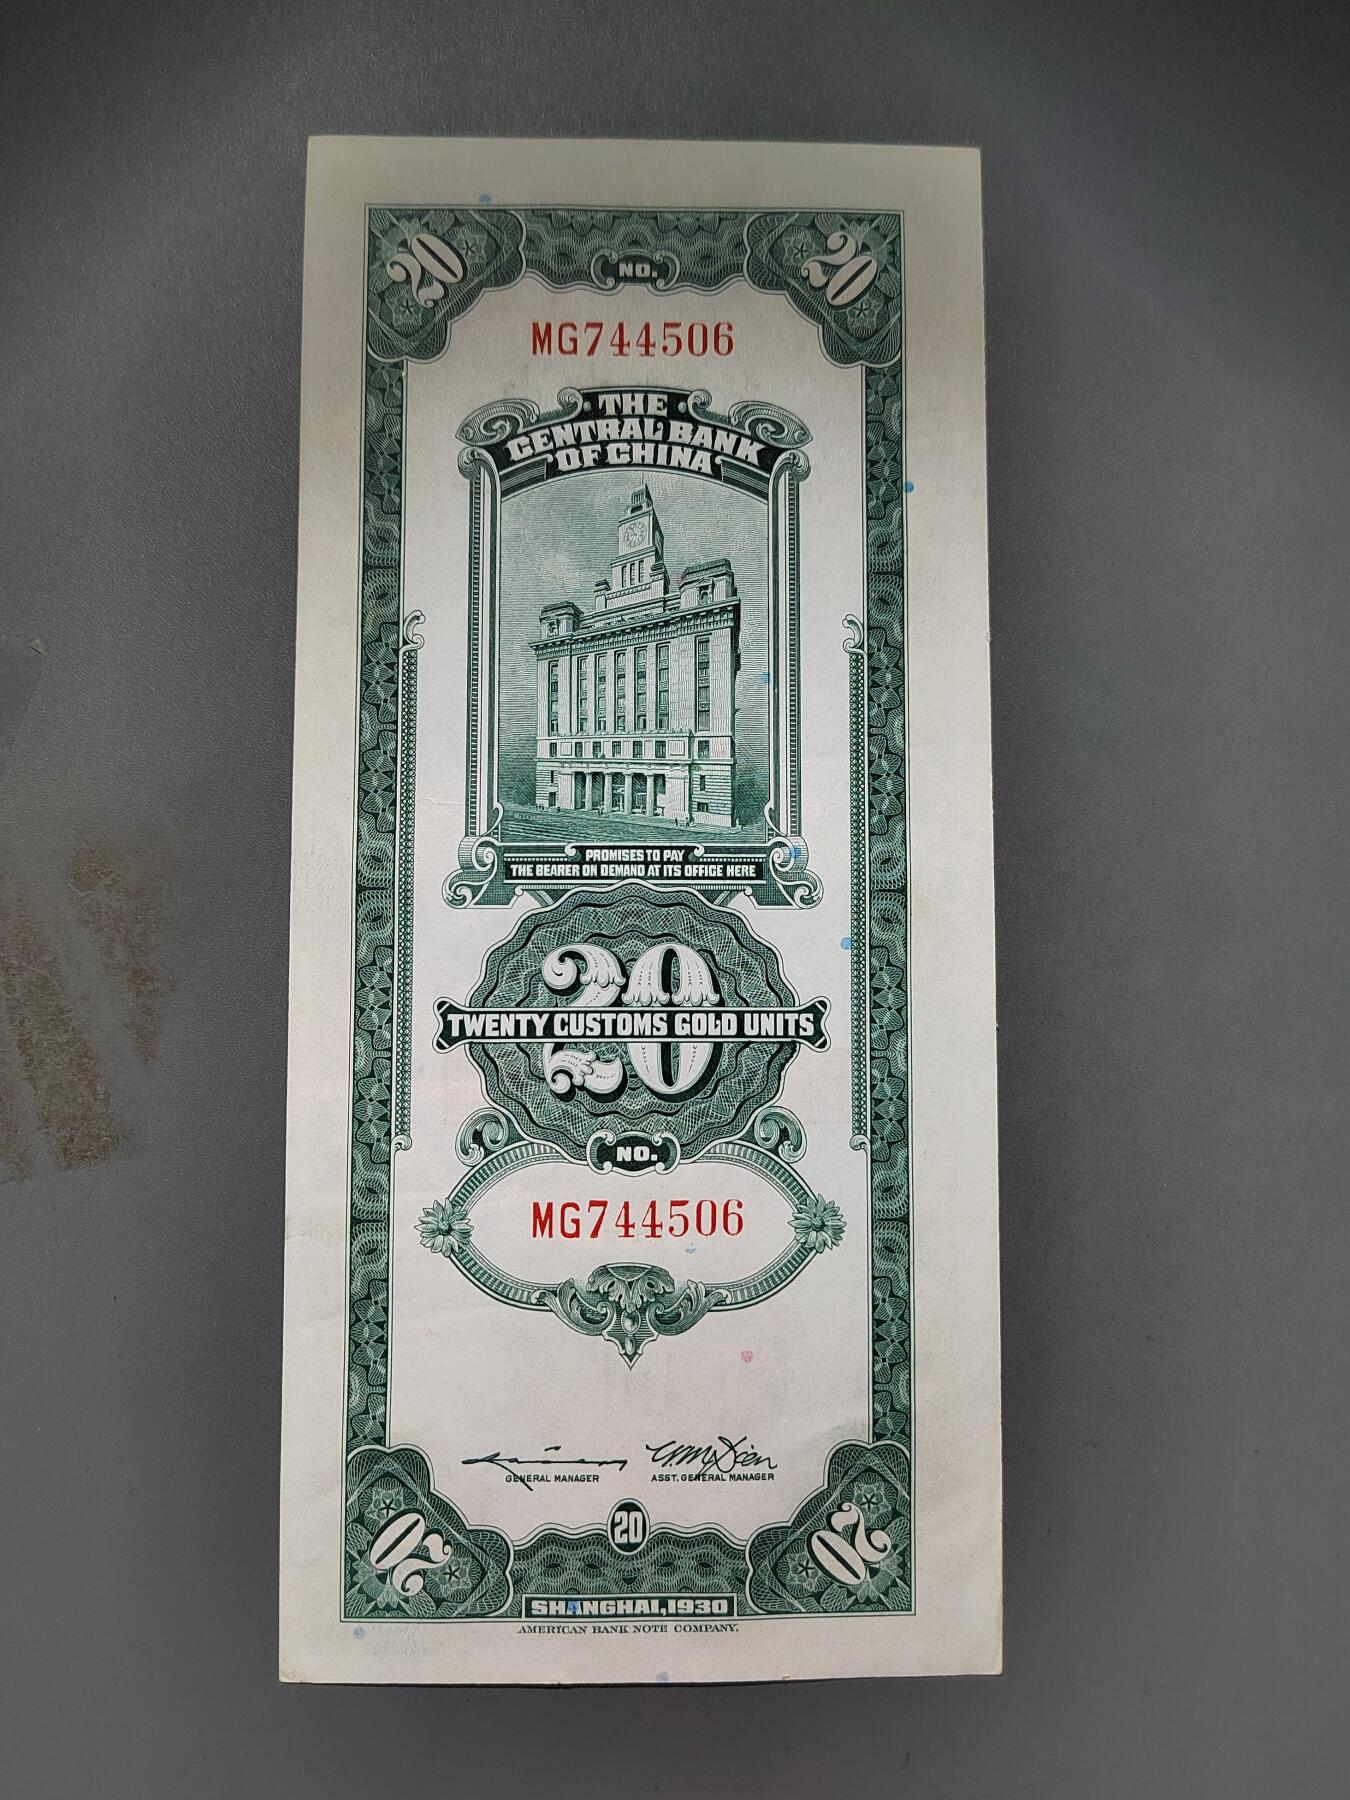 20
20
NO.
MG744506
THE
CENTRAL BANK
OF CHINA
PROMISES TO PAY
THE BEARER ON DEMAND AT ITS OFFICE HERE
20
TWENTY CUSTOMS GOLD UNITS
NO.
MG744506
GENERAL MANAGER
ASST. GENERAL MANAGER
20
20
20
SHANGHAI, 1930
AMERICAN BANK NOTE COMPANY.